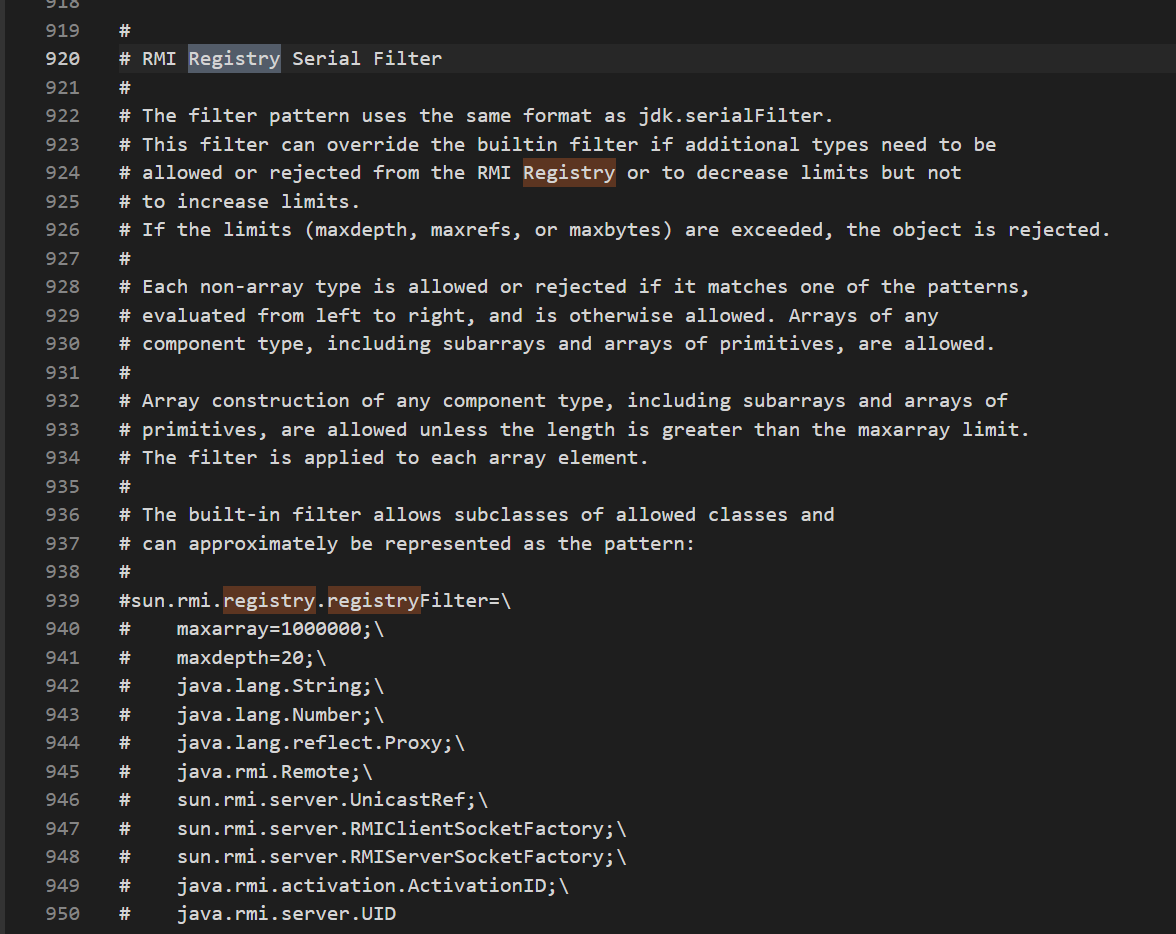 918
919 #
920 # RMI Registry Serial Filter
921 #
922 # The filter pattern uses the same format as jdk.serialFilter.
923 # This filter can override the builtin filter if additional types need to be
924 # allowed or rejected from the RMI Registry or to decrease limits but not
925 # to increase limits.
926 # If the limits (maxdepth, maxrefs, or maxbytes) are exceeded, the object is rejected.
927 #
928 # Each non-array type is allowed or rejected if it matches one of the patterns,
929 # evaluated from left to right, and is otherwise allowed. Arrays of any
930 # component type, including subarrays and arrays of primitives, are allowed.
931 #
932 # Array construction of any component type, including subarrays and arrays of
933 # primitives, are allowed unless the length is greater than the maxarray limit.
934 # The filter is applied to each array element.
935 #
936 # The built-in filter allows subclasses of allowed classes and
937 # can approximately be represented as the pattern:
938 #
939 #sun.rmi.registry.registryFilter=\
940 #    maxarray=1000000;\
941 #    maxdepth=20;\
942 #    java.lang.String;\
943 #    java.lang.Number;\
944 #    java.lang.reflect.Proxy;\
945 #    java.rmi.Remote;\
946 #    sun.rmi.server.UnicastRef;\
947 #    sun.rmi.server.RMIClientSocketFactory;\
948 #    sun.rmi.server.RMIServerSocketFactory;\
949 #    java.rmi.activation.ActivationID;\
950 #    java.rmi.server.UID